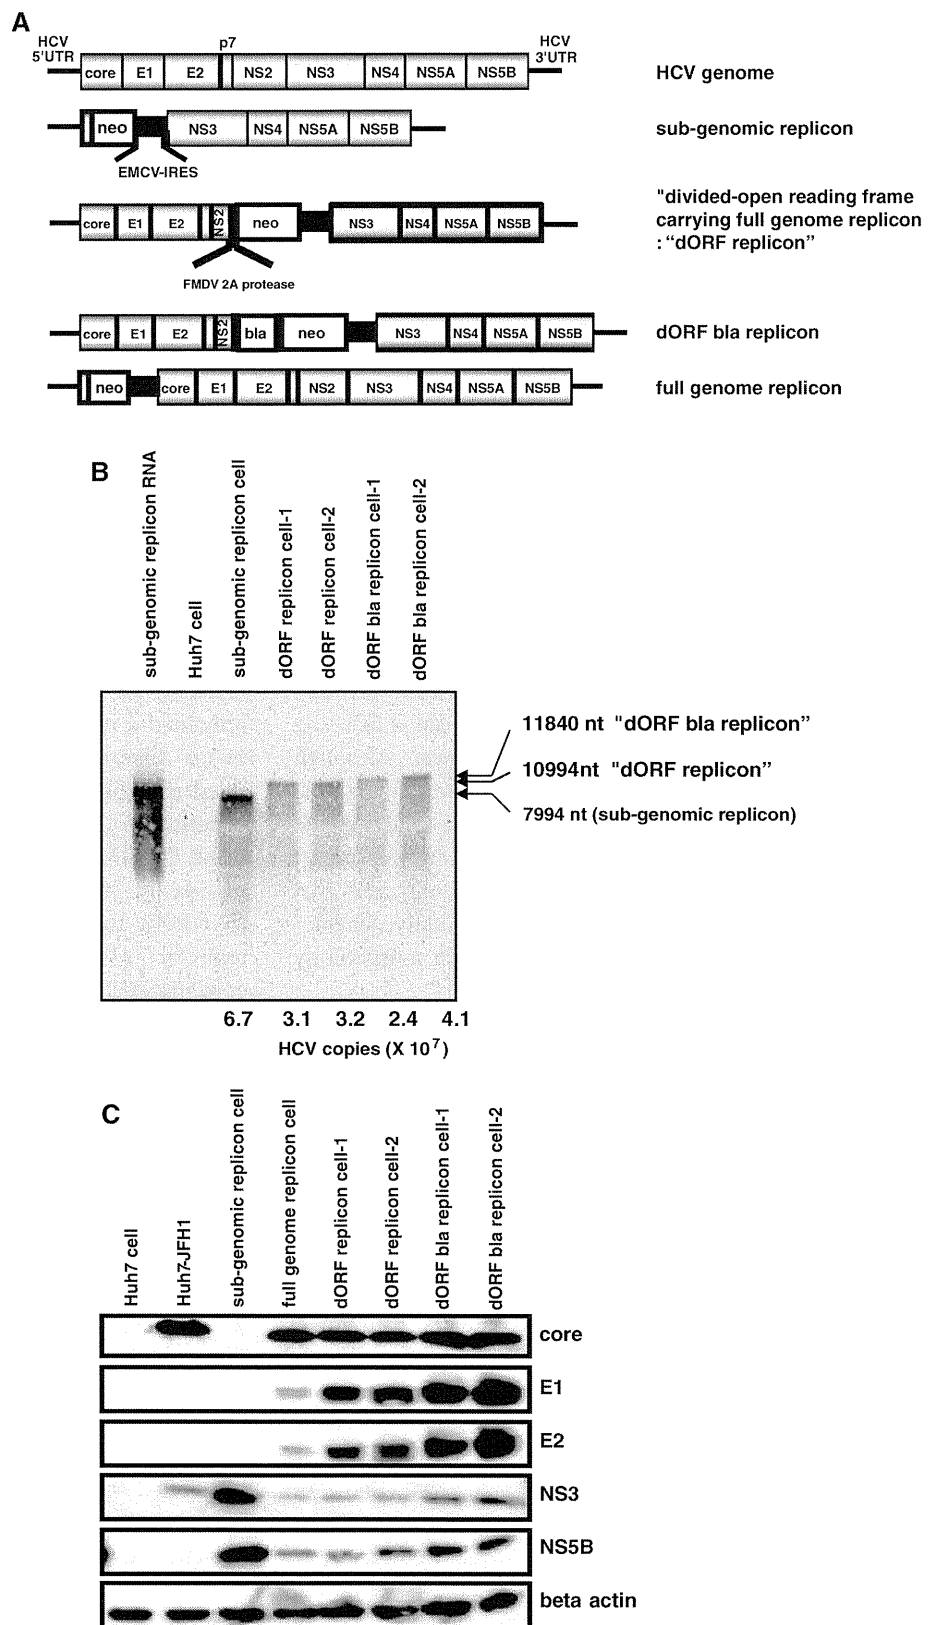 A
HCV
5'UTR
p7
HCV
3'UTR
core E1 E2 NS2 NS3 NS4 NS5A NS5B
HCV genome
neo NS3 NS4 NS5A NS5B
sub-genomic replicon
EMCV-IRES
core E1 E2 NS2 neo NS3 NS4 NS5A NS5B
"divided-open reading frame
carrying full genome replicon
: “dORF replicon”
FMDV 2A protease
core E1 E2 NS2 bla neo NS3 NS4 NS5A NS5B
dORF bla replicon
neo core E1 E2 NS2 NS3 NS4 NS5A NS5B
full genome replicon
B
sub-genomic replicon RNA
Huh7 cell
sub-genomic replicon cell
dORF replicon cell-1
dORF replicon cell-2
dORF bla replicon cell-1
dORF bla replicon cell-2
11840 nt "dORF bla replicon”
10994nt "dORF replicon”
7994 nt (sub-genomic replicon)
6.7 3.1 3.2 2.4 4.1
HCV copies (X 10⁷)
C
Huh7 cell
Huh7-JFH1
sub-genomic replicon cell
full genome replicon cell
dORF replicon cell-1
dORF replicon cell-2
dORF bla replicon cell-1
dORF bla replicon cell-2
core
E1
E2
NS3
NS5B
beta actin